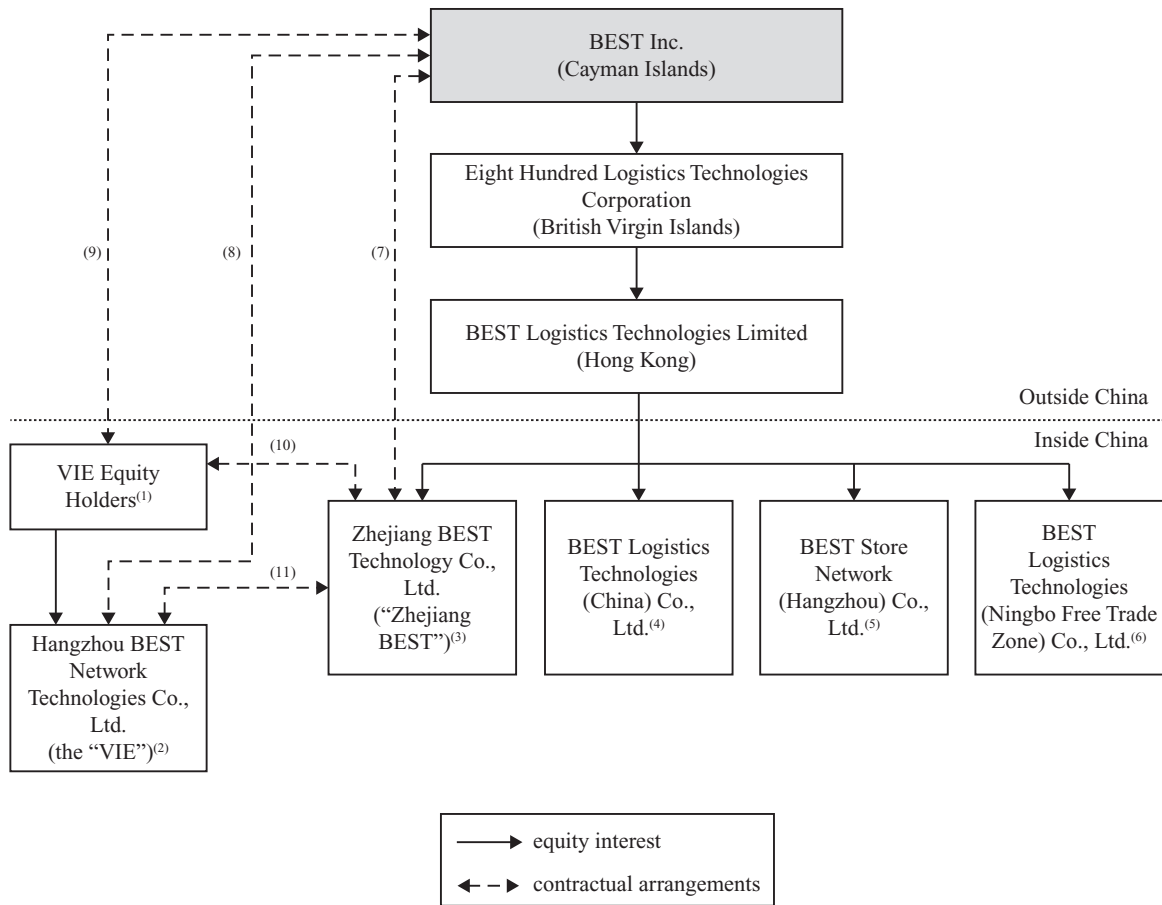 BEST Inc.
(Cayman Islands)
Eight Hundred Logistics Technologies
Corporation
(British Virgin Islands)
(9)
(8)
(7)
BEST Logistics Technologies Limited
(Hong Kong)
Outside China
Inside China
VIE Equity
Holders(1)
(10)
Zhejiang BEST
Technology Co.,
Ltd.
(“Zhejiang
BEST”)(3)
BEST Logistics
Technologies
(China) Co.,
Ltd.(4)
BEST Store
Network
(Hangzhou) Co.,
Ltd.(5)
BEST
Logistics
Technologies
(Ningbo Free Trade
Zone) Co., Ltd.(6)
(11)
Hangzhou BEST
Network
Technologies Co.,
Ltd.
(the “VIE”)(2)
equity interest
contractual arrangements